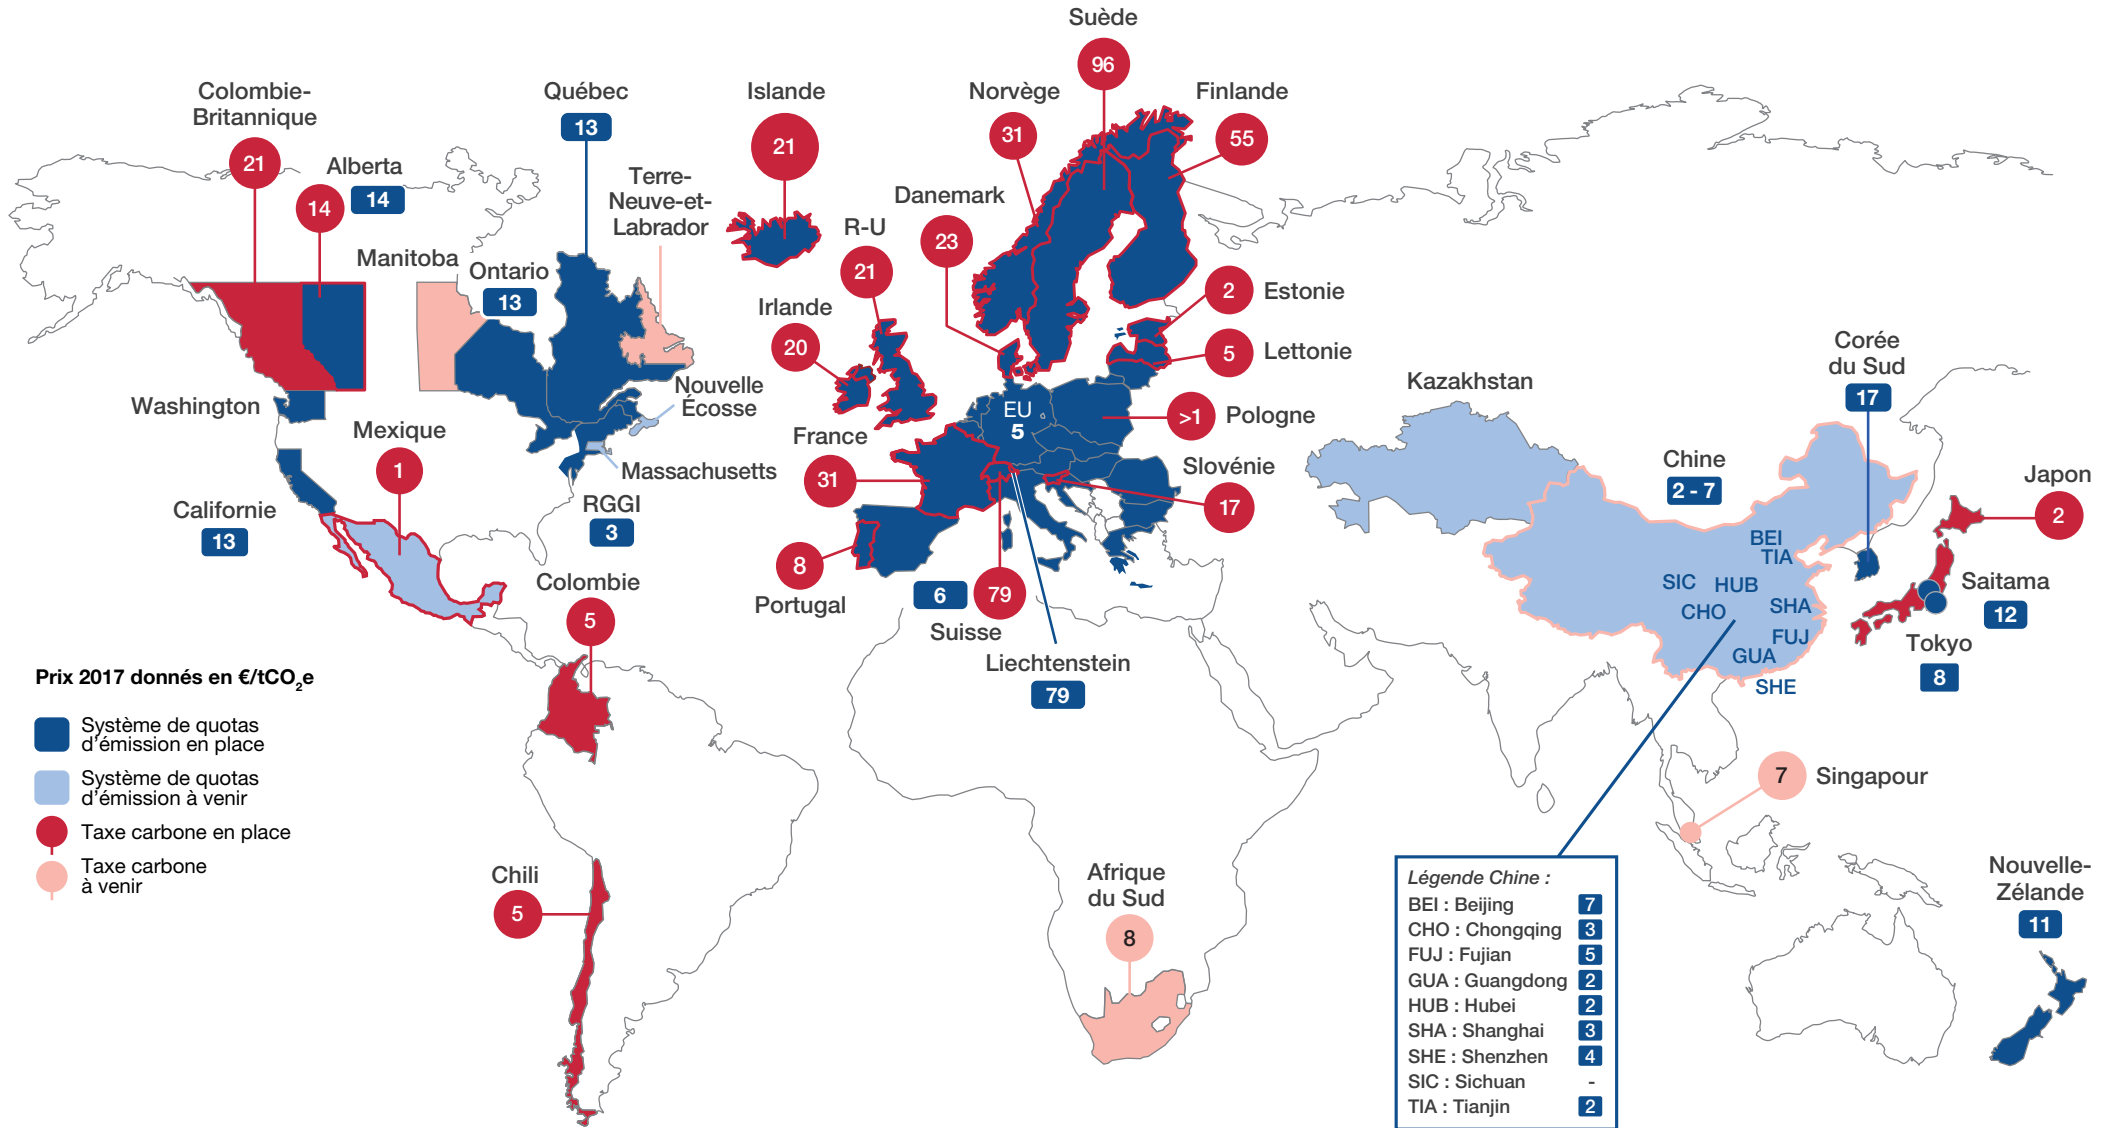 Suède
96
Colombie-
Britannique
21
Alberta
14
14
Québec
13
Terre-
Neuve-et-
Labrador
Manitoba
Ontario
13
Islande
21
Norvège
31
Finlande
55
Danemark
23
R-U
21
Irlande
20
2
Estonie
5
Lettonie
Corée
du Sud
17
Washington
Nouvelle
Écosse
Mexique
1
Massachusetts
RGGI
3
Californie
13
France
31
EU
5
>1
Pologne
Slovénie
17
Kazakhstan
Chine
2 - 7
Japon
2
BEI
TIA
SIC
HUB
CHO
SHA
FUJ
GUA
SHE
Saitama
12
Tokyo
8
8
Portugal
6
79
Suisse
Liechtenstein
79
Colombie
5
Prix 2017 donnés en €/tCO2e
Système de quotas
d'émission en place
Système de quotas
d'émission à venir
Taxe carbone en place
Taxe carbone
à venir
Chili
5
Afrique
du Sud
8
7
Singapour
Nouvelle-
Zélande
11
Légende Chine :
BEI : Beijing 7
CHO : Chongqing 3
FUJ : Fujian 5
GUA : Guangdong 2
HUB : Hubei 2
SHA : Shanghai 3
SHE : Shenzhen 4
SIC : Sichuan -
TIA : Tianjin 2